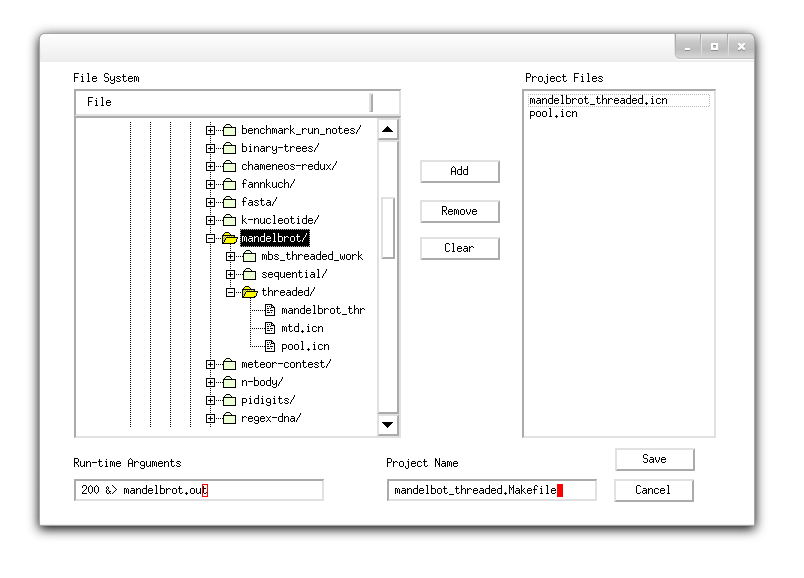 File System
Project Files
File
mandelbrot_threaded.icn
pool.icn
benchmark_run_notes/
binary-trees/
chameneos-redux/
fannkuch/
fasta/
k-nucleotide/
mandelbrot/
mbs_threaded_work
sequential/
threaded/
mandelbrot_thr
mtd.icn
pool.icn
meteor-contest/
n-body/
pidigits/
regex-dna/
Add
Remove
Clear
Run-time Arguments
200 &> mandelbrot.out
Project Name
mandelbot_threaded.Makefile
Save
Cancel